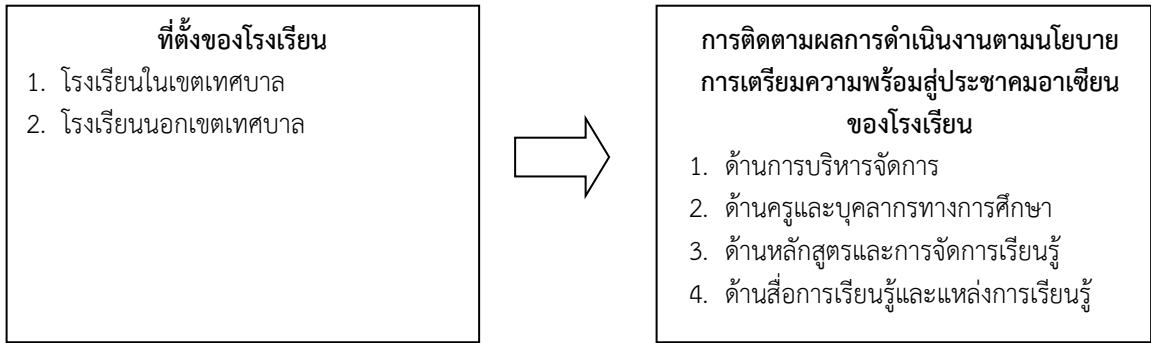 ที่ตั้งของโรงเรียน
1. โรงเรียนในเขตเทศบาล
2. โรงเรียนนอกเขตเทศบาล
การติดตามผลการดำเนินงานตามนโยบาย
การเตรียมความพร้อมสู่ประชาคมอาเซียน
ของโรงเรียน
1. ด้านการบริหารจัดการ
2. ด้านครูและบุคลากรทางการศึกษา
3. ด้านหลักสูตรและการจัดการเรียนรู้
4. ด้านสื่อการเรียนรู้และแหล่งการเรียนรู้